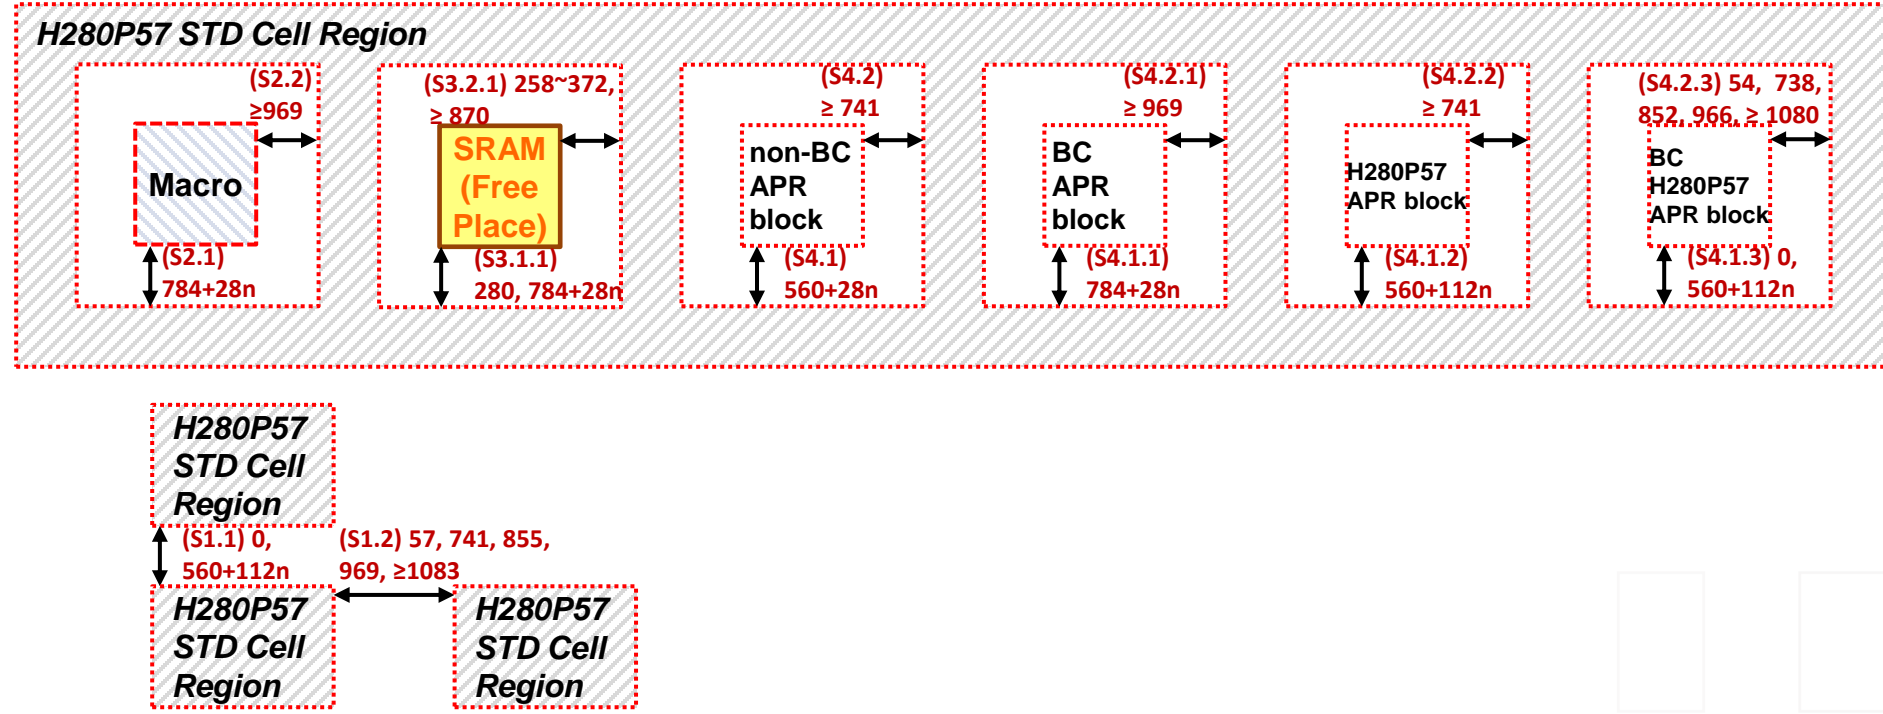 H280P57 STD Cell Region
(S2.2)
≥969
Macro
(S2.1)
784+28n
(S3.2.1) 258~372,
≥ 870
SRAM
(Free
Place)
(S3.1.1)
280, 784+28n
(S4.2)
≥ 741
non-BC
APR
block
(S4.1)
560+28n
(S4.2.1)
≥ 969
BC
APR
block
(S4.1.1)
784+28n
(S4.2.2)
≥ 741
H280P57
APR block
(S4.1.2)
560+112n
(S4.2.3) 54, 738,
852, 966, ≥ 1080
BC
H280P57
APR block
(S4.1.3) 0,
560+112n
H280P57
STD Cell
Region
(S1.1) 0,
560+112n
(S1.2) 57, 741, 855,
969, ≥1083
H280P57
STD Cell
Region
H280P57
STD Cell
Region